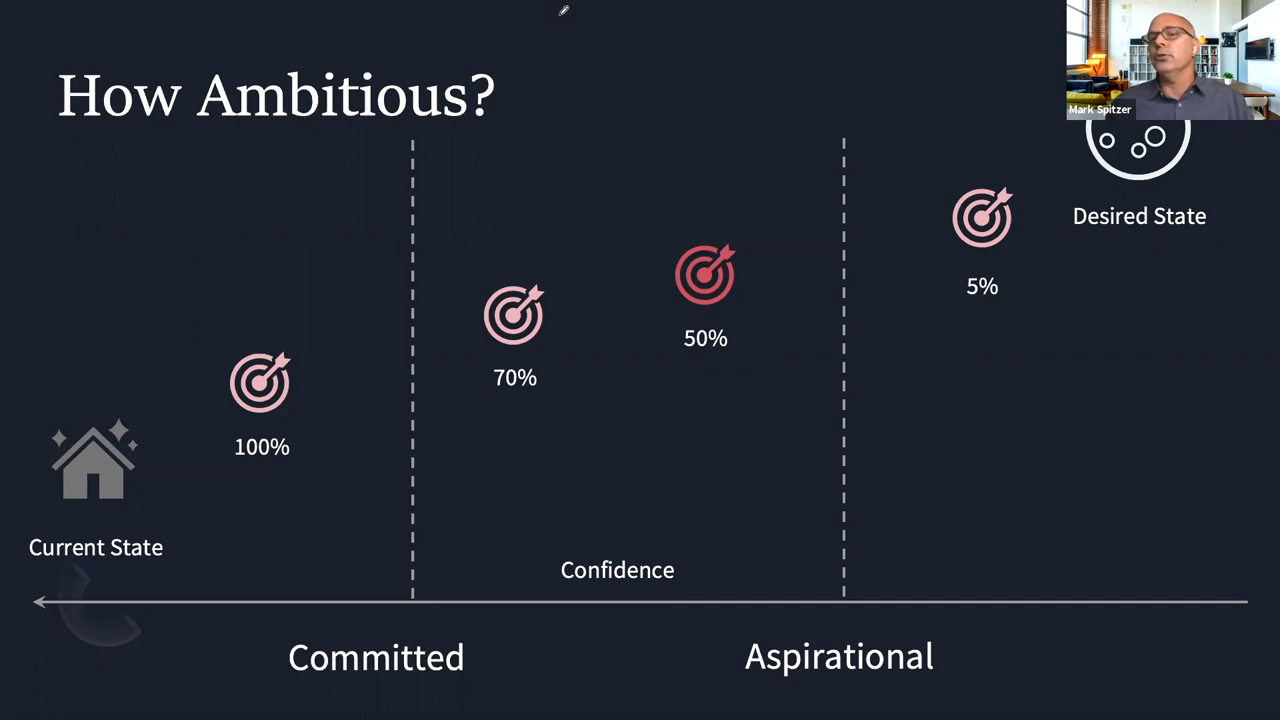 How Ambitious?
Mark Spitzer
Desired State
5%
50%
70%
100%
Current State
Confidence
Committed
Aspirational